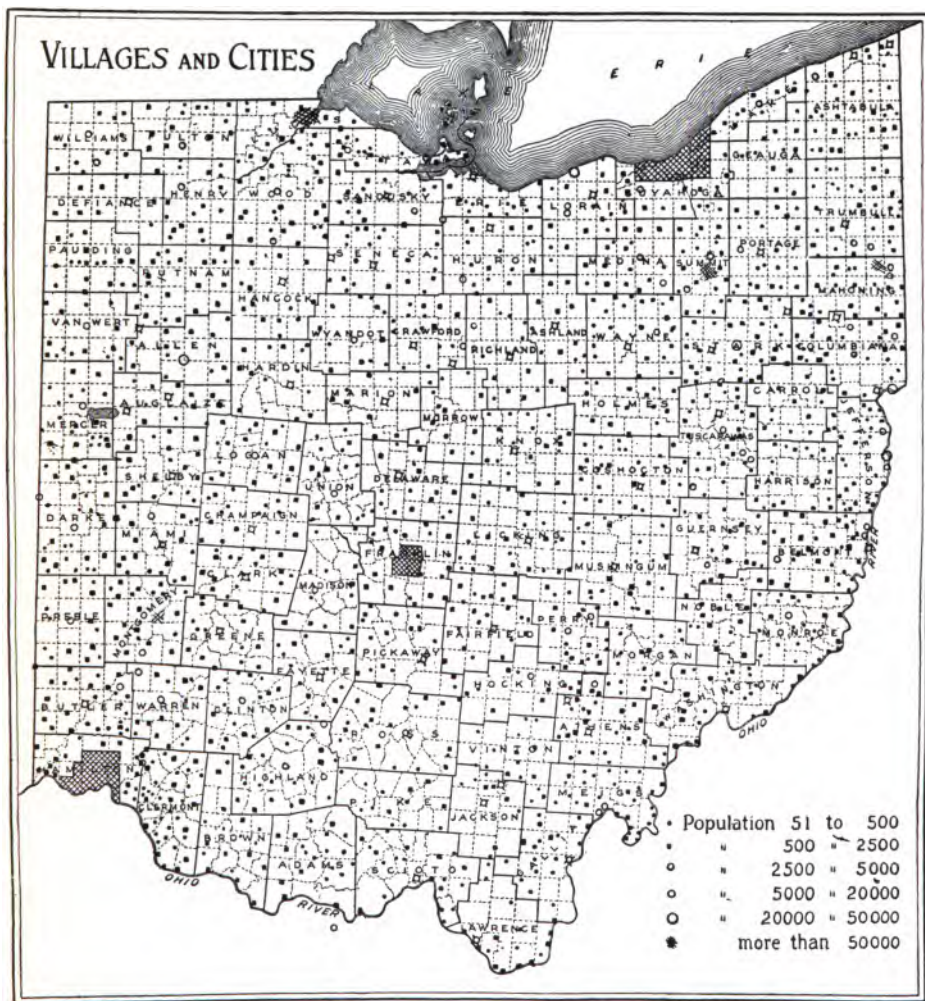 VILLAGES AND CITIES
LAKE ERIE
WILLIAMS
FULTON
ASHTABULA
GEAUGA
CUYAHOGA
HENRY
WOOD
DEFIANCE
SANDUSKY
ERIE
LORAIN
TRUMBULL
PAULDING
PUTNAM
SENECA
HURON
MEDINA
SUMMIT
PORTAGE
HANCOCK
MAHONING
VAN WERT
ALLEN
WYANDOT
CRAWFORD
RICHLAND
ASHLAND
WAYNE
STARK
COLUMBIANA
HARDIN
MERCER
AUGLAIZE
MARION
MORROW
HOLMES
CARROLL
JEFFERSON
KNOX
TUSCARAWAS
LOGAN
SHELBY
UNION
DELAWARE
COSHOCTON
HARRISON
DARKE
MIAMI
CHAMPAIGN
LICKING
GUERNSEY
BELMONT
RIVER
FRANKLIN
CLARK
MADISON
MUSKINGUM
NOBLE
MONROE
PREBLE
MONTGOMERY
GREENE
FAYETTE
PICKAWAY
FAIRFIELD
PERRY
MORGAN
HOCKING
WASHINGTON
OHIO
BUTLER
WARREN
CLINTON
ROSS
ATHENS
VINTON
HIGHLAND
CLERMONT
PIKE
JACKSON
MEIGS
BROWN
ADAMS
SCIOTO
OHIO
RIVER
LAWRENCE
Population 51 to 500
" 500 " 2500
" 2500 " 5000
" 5000 " 20000
" 20000 " 50000
more than 50000